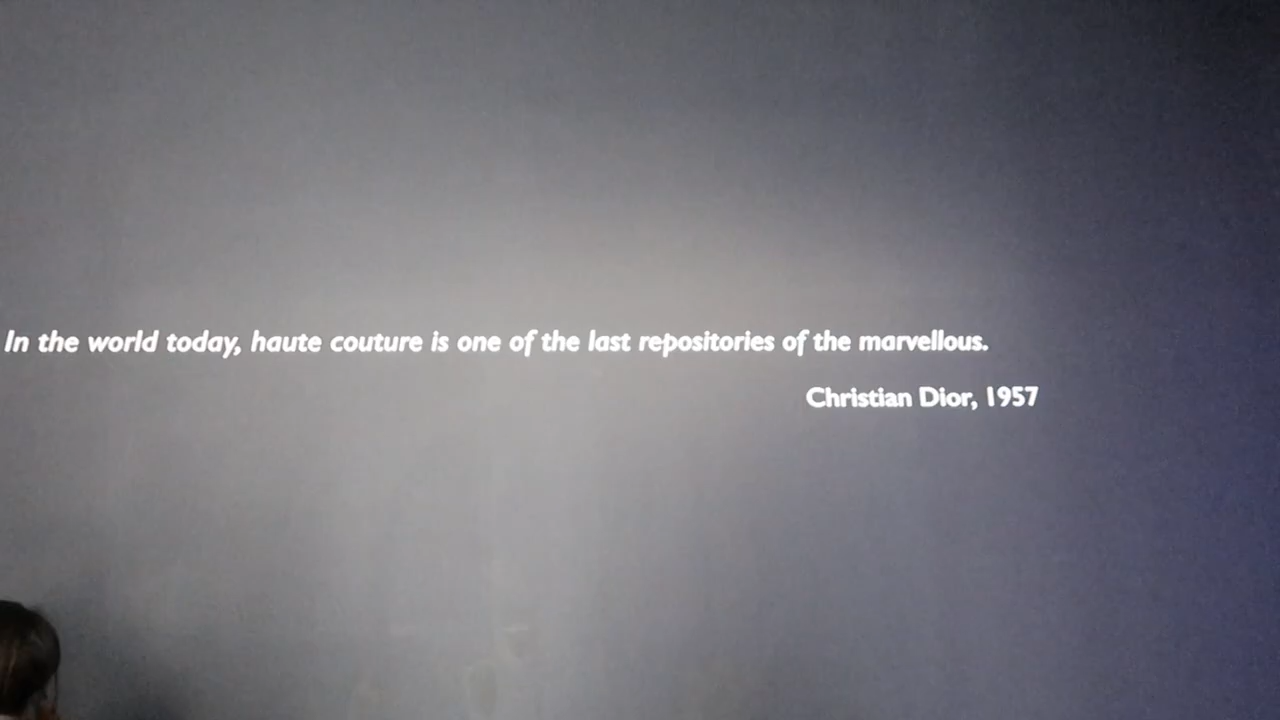 In the world today, haute couture is one of the last repositories of the marvellous.
Christian Dior, 1957